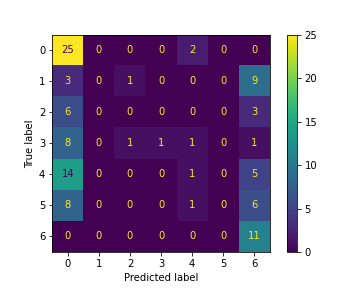 0 25 0 0 0 2 0 0
1 3 0 1 0 0 0 9
2 6 0 0 0 0 0 3
3 8 0 1 1 1 0 1
4 14 0 0 0 1 0 5
5 8 0 0 0 1 0 6
6 0 0 0 0 0 0 11
0 1 2 3 4 5 6
Predicted label
True label
25
20
15
10
5
0